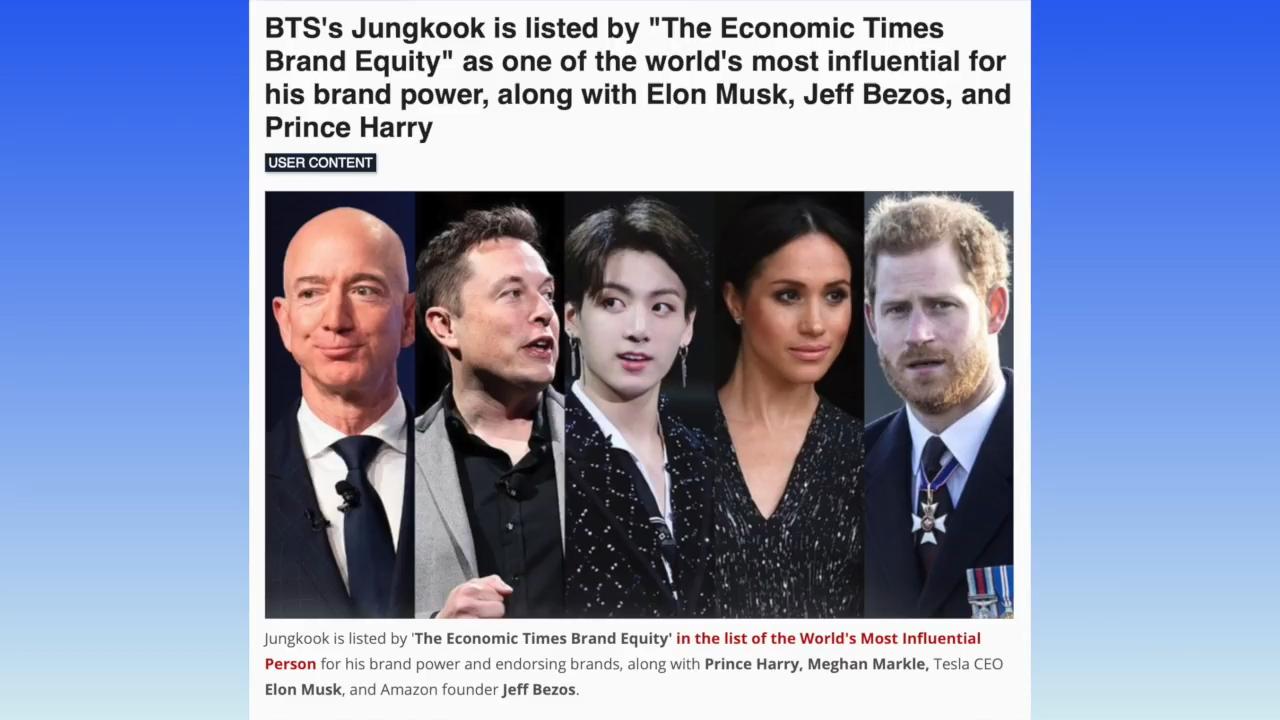 BTS's Jungkook is listed by "The Economic Times
Brand Equity" as one of the world's most influential for
his brand power, along with Elon Musk, Jeff Bezos, and
Prince Harry
USER CONTENT
Jungkook is listed by 'The Economic Times Brand Equity' in the list of the World's Most Influential
Person for his brand power and endorsing brands, along with Prince Harry, Meghan Markle, Tesla CEO
Elon Musk, and Amazon founder Jeff Bezos.